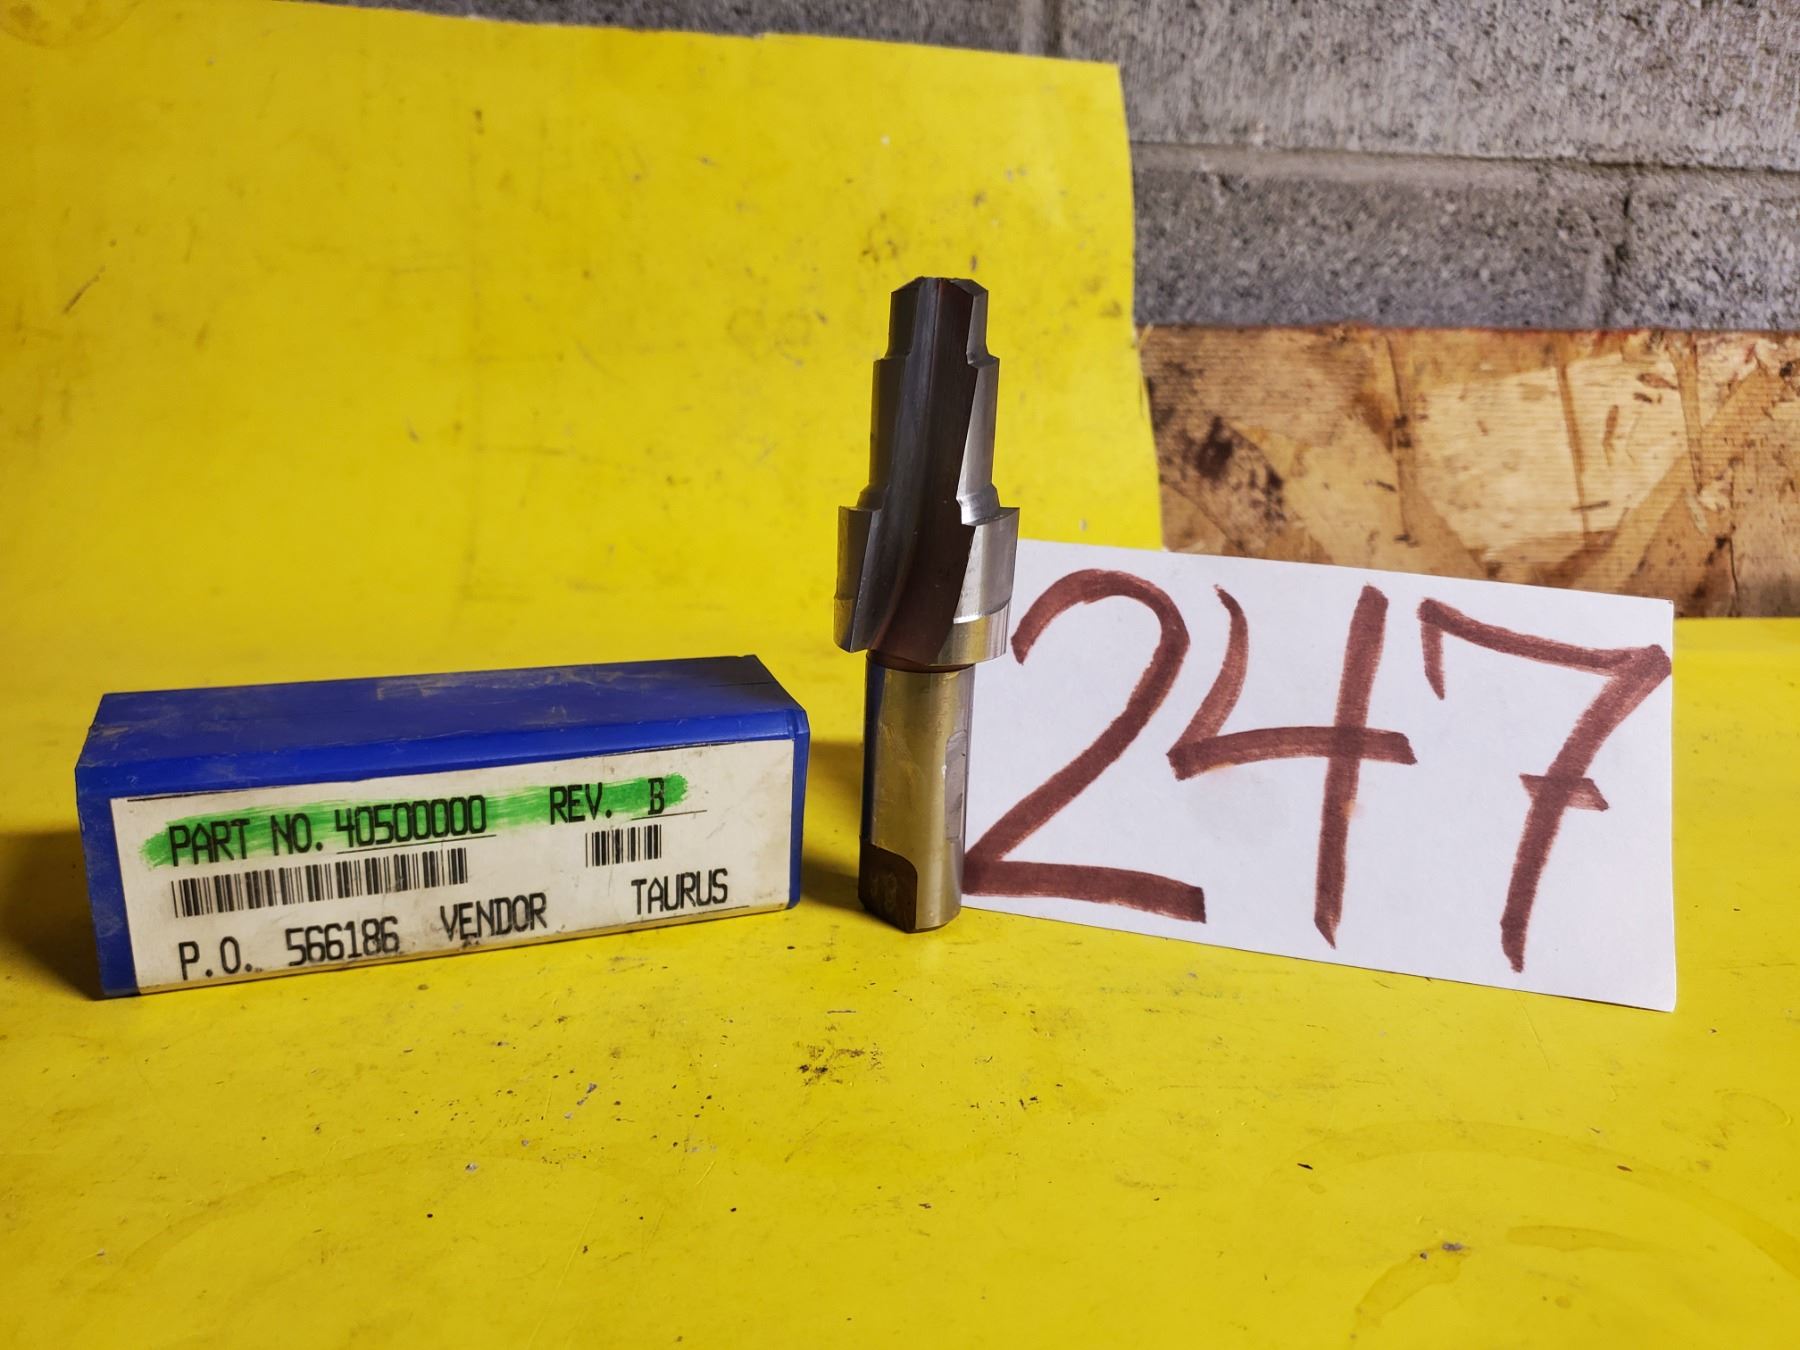 PART NO. 40500000 REV. B
P.O. 566186 VENDOR TAURUS
247